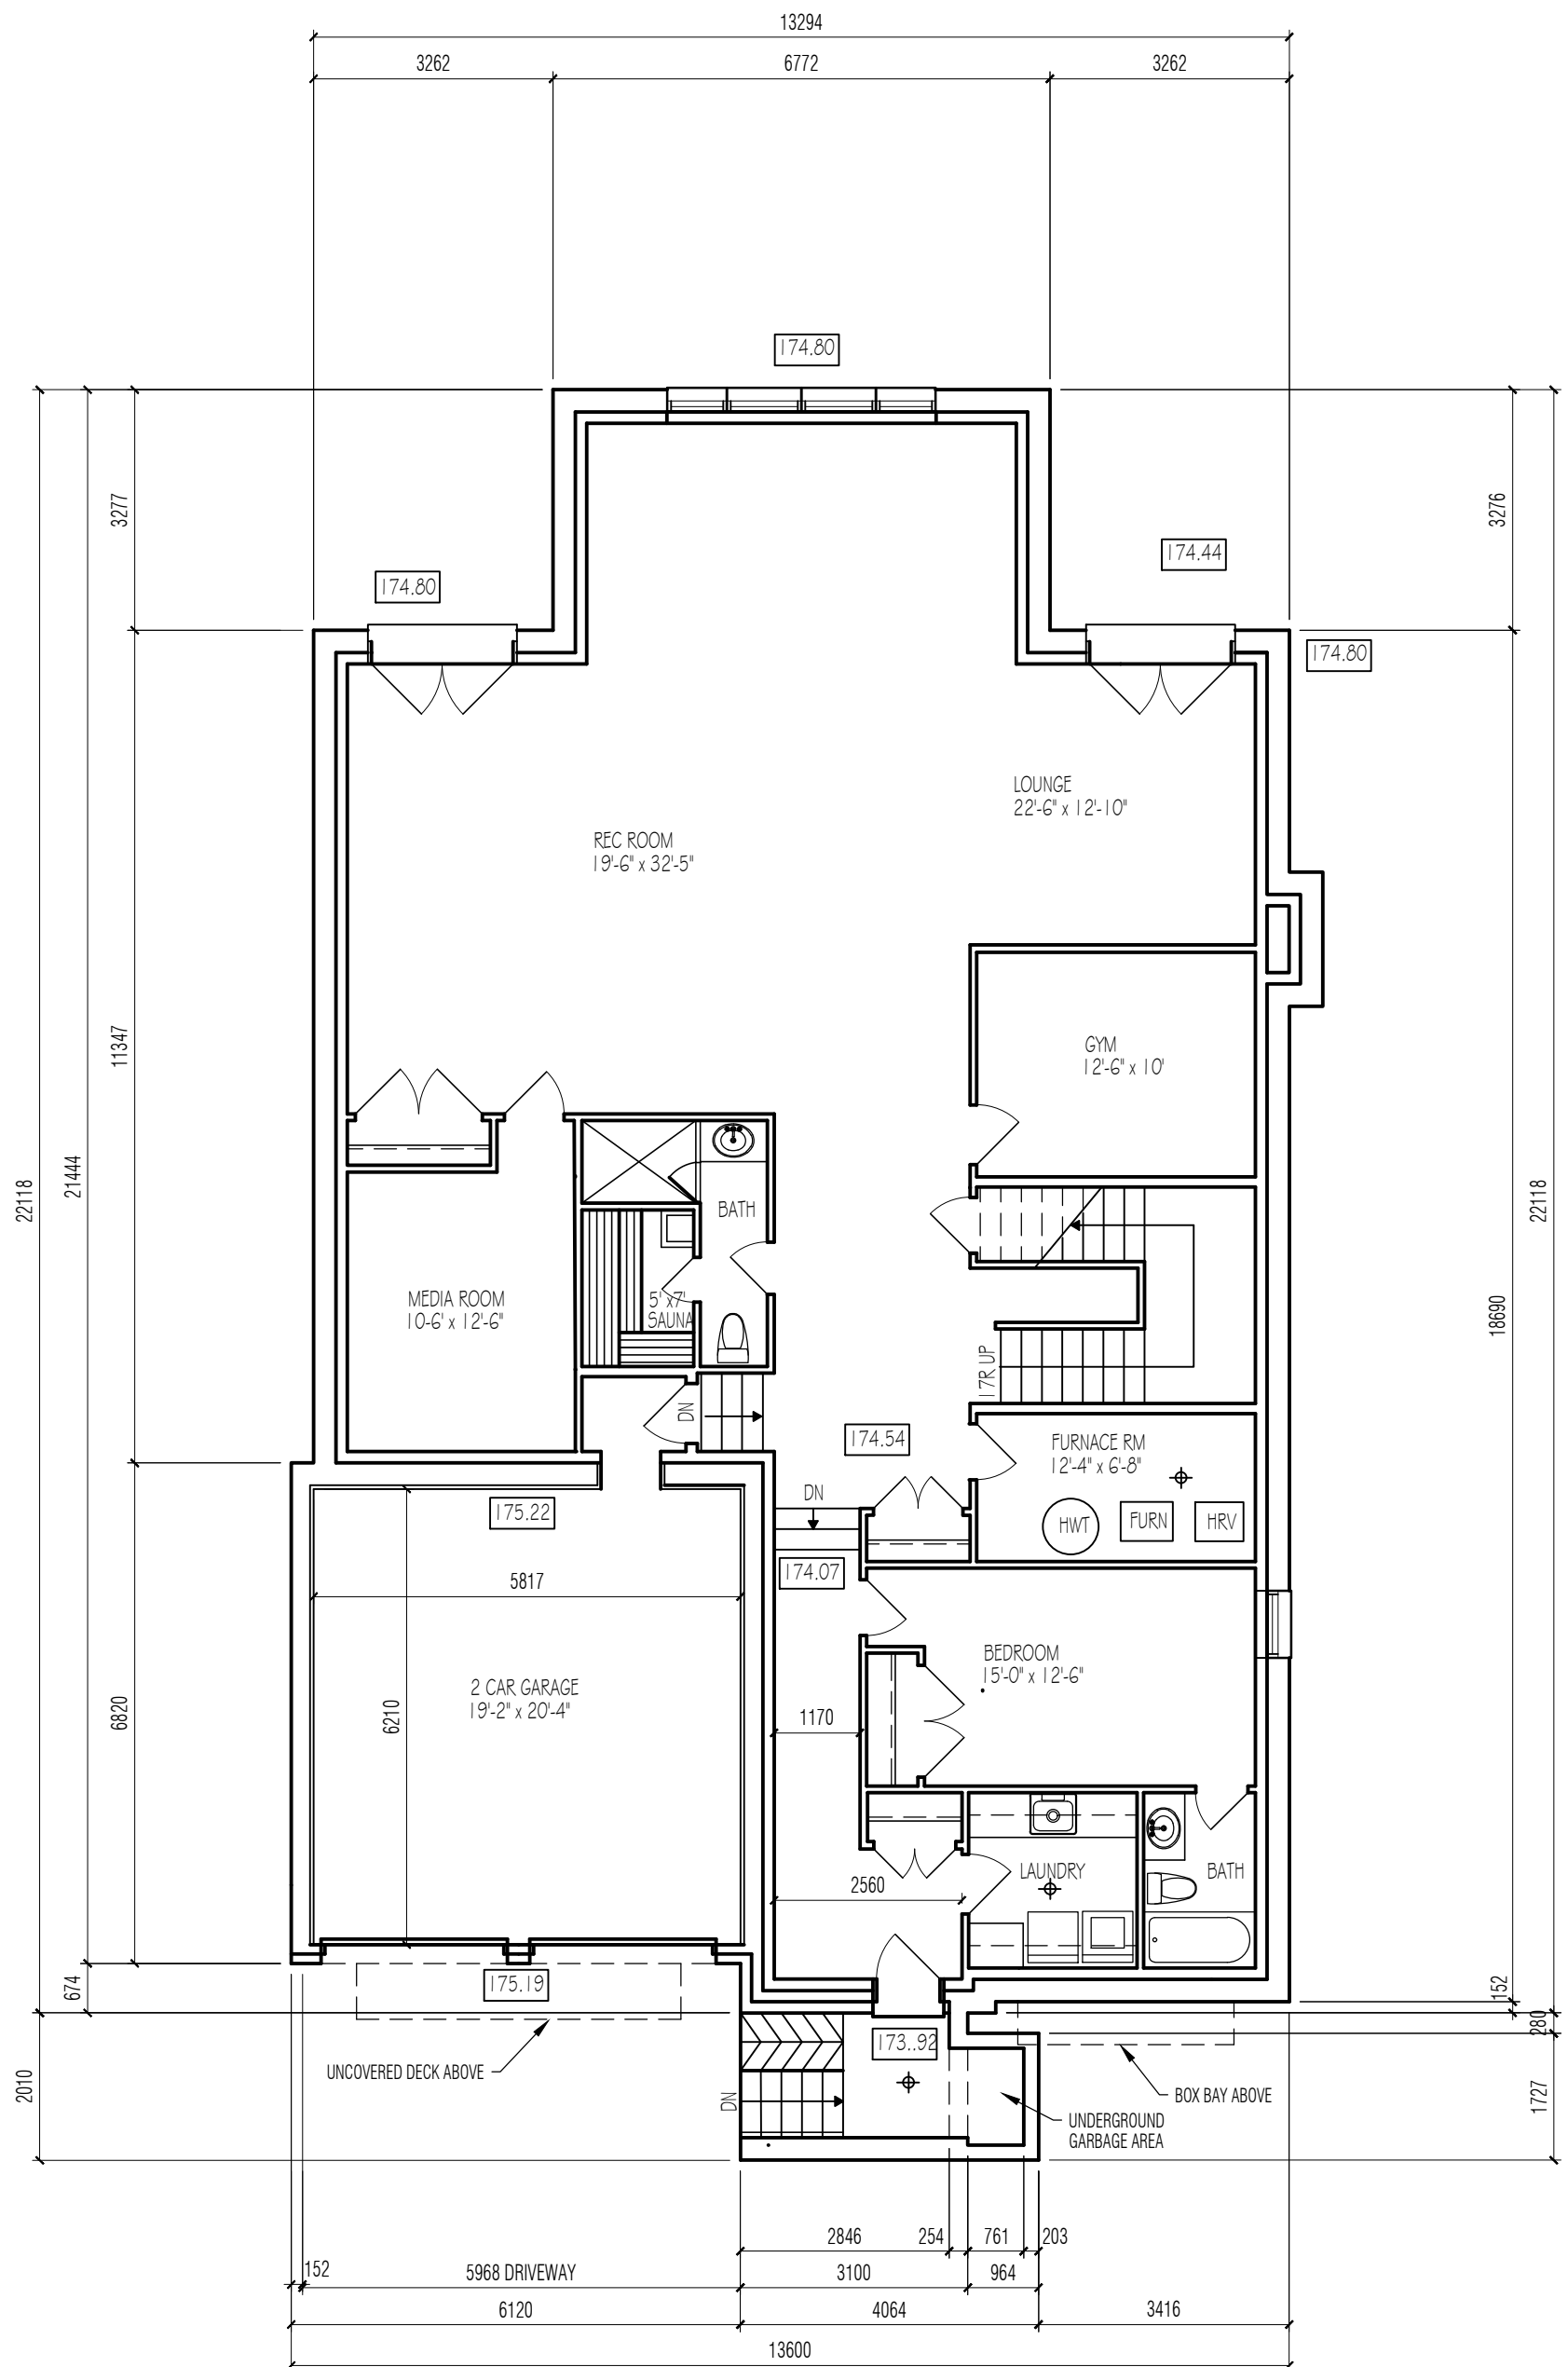 13294
3262 6772 3262
174.80
3277
3276
174.44
174.80
174.80
LOUNGE
22'-6" x 12'-10"
REC ROOM
19'-6" x 32'-5"
11347
GYM
12'-6" x 10'
22118
21444
22118
BATH
MEDIA ROOM
10-6' x 12'-6"
5' x7'
SAUNA
18690
17R UP
DN
174.54
FURNACE RM
12'-4" x 6'-8"
DN
175.22
HWT
FURN
HRV
174.07
5817
BEDROOM
15'-0" x 12'-6"
2 CAR GARAGE
19'-2" x 20'-4"
6820
6210
1170
LAUNDRY
BATH
2560
674
175.19
152
280
173..92
UNCOVERED DECK ABOVE
2010
DN
BOX BAY ABOVE
UNDERGROUND
GARBAGE AREA
1727
2846 254 761 203
152
5968 DRIVEWAY
3100 964
6120 4064 3416
13600